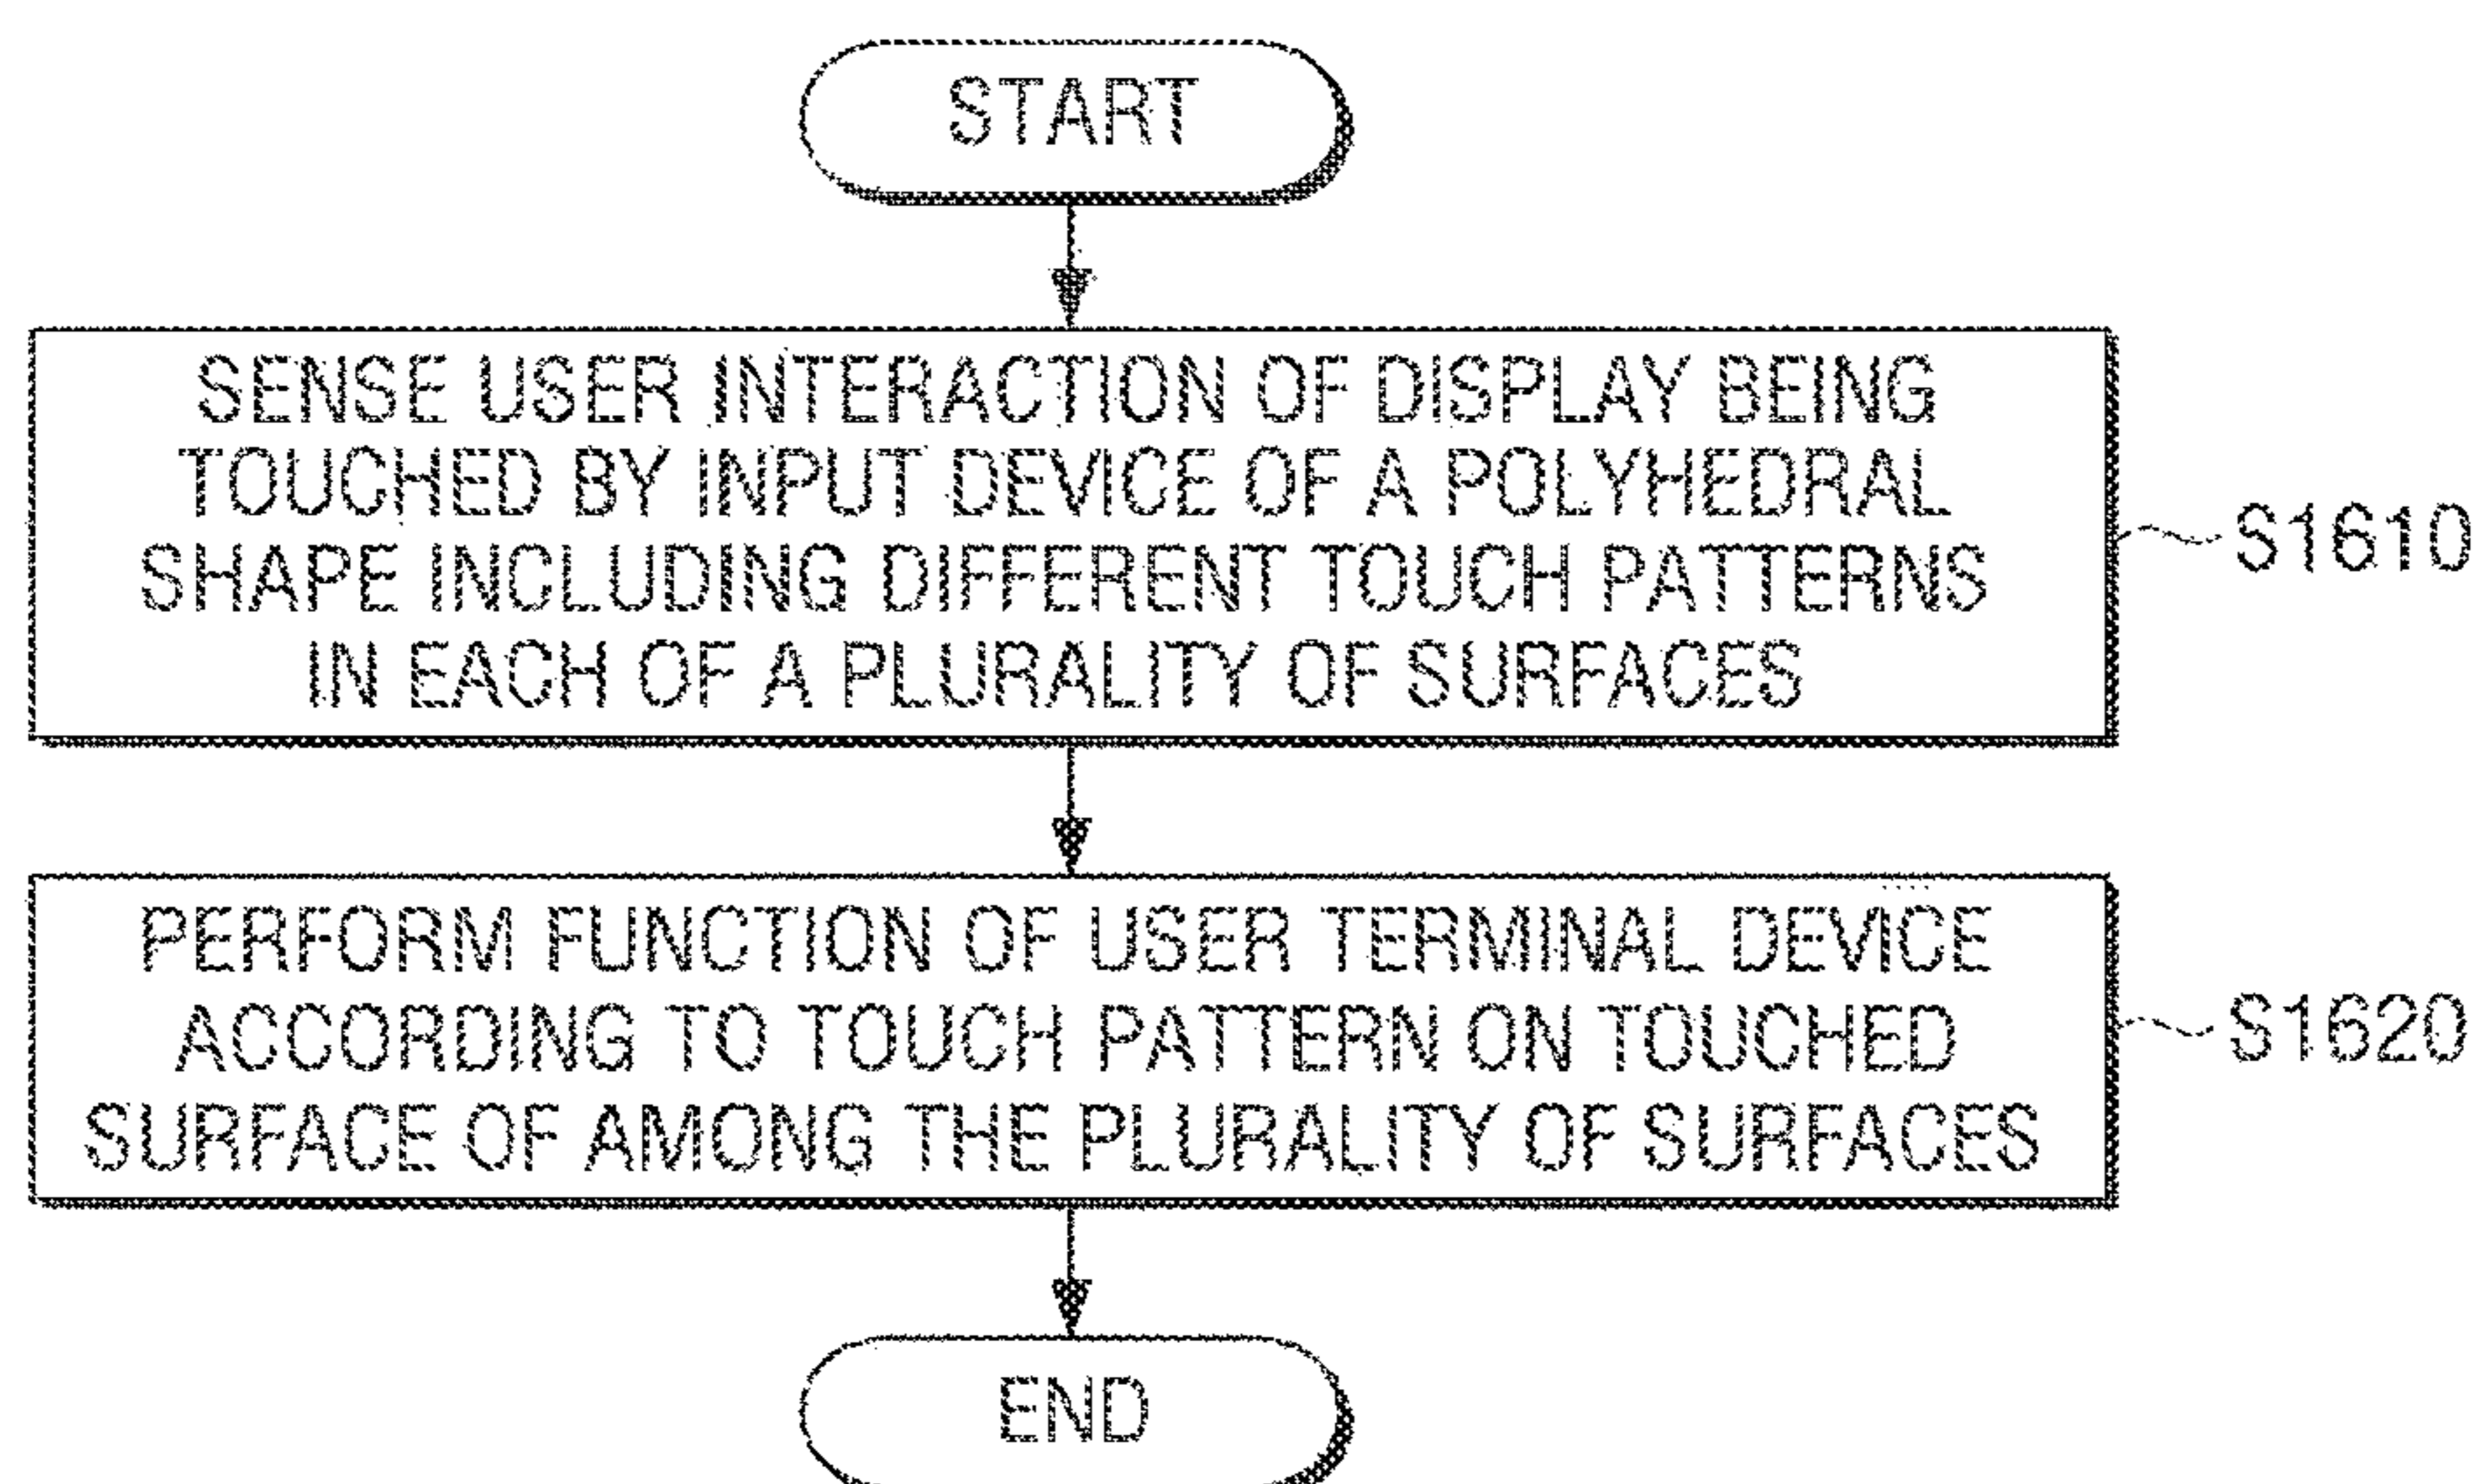 START
SENSE USER INTERACTION OF DISPLAY BEING
TOUCHED BY INPUT DEVICE OF A POLYHEDRAL
SHAPE INCLUDING DIFFERENT TOUCH PATTERNS
IN EACH OF A PLURALITY OF SURFACES
S1610
PERFORM FUNCTION OF USER TERMINAL DEVICE
ACCORDING TO TOUCH PATTERN ON TOUCHED
SURFACE OF AMONG THE PLURALITY OF SURFACES
S1620
END